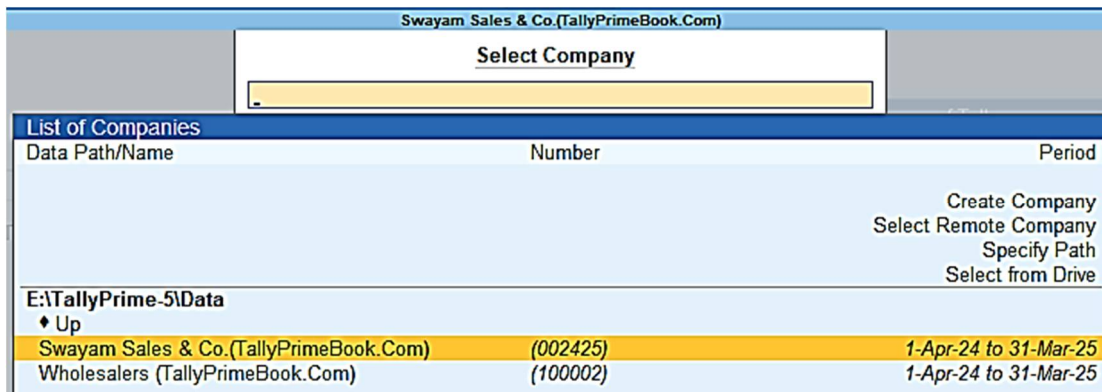 Swayam Sales & Co.(TallyPrimeBook.Com)
Select Company
List of Companies
Data Path/Name Number Period
Create Company
Select Remote Company
Specify Path
Select from Drive
E:\TallyPrime-5\Data
♦ Up
Swayam Sales & Co.(TallyPrimeBook.Com) (002425) 1-Apr-24 to 31-Mar-25
Wholesalers (TallyPrimeBook.Com) (100002) 1-Apr-24 to 31-Mar-25